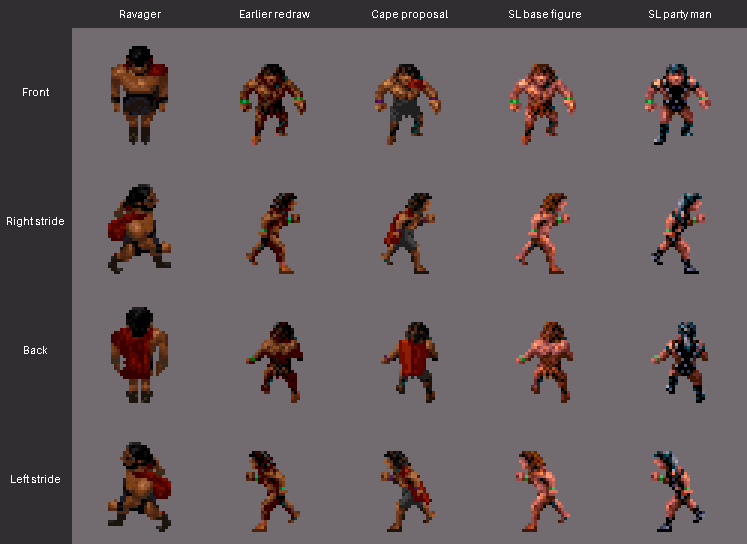 Ravager Earlier redraw Cape proposal SL base figure SL party man
Front
Right stride
Back
Left stride